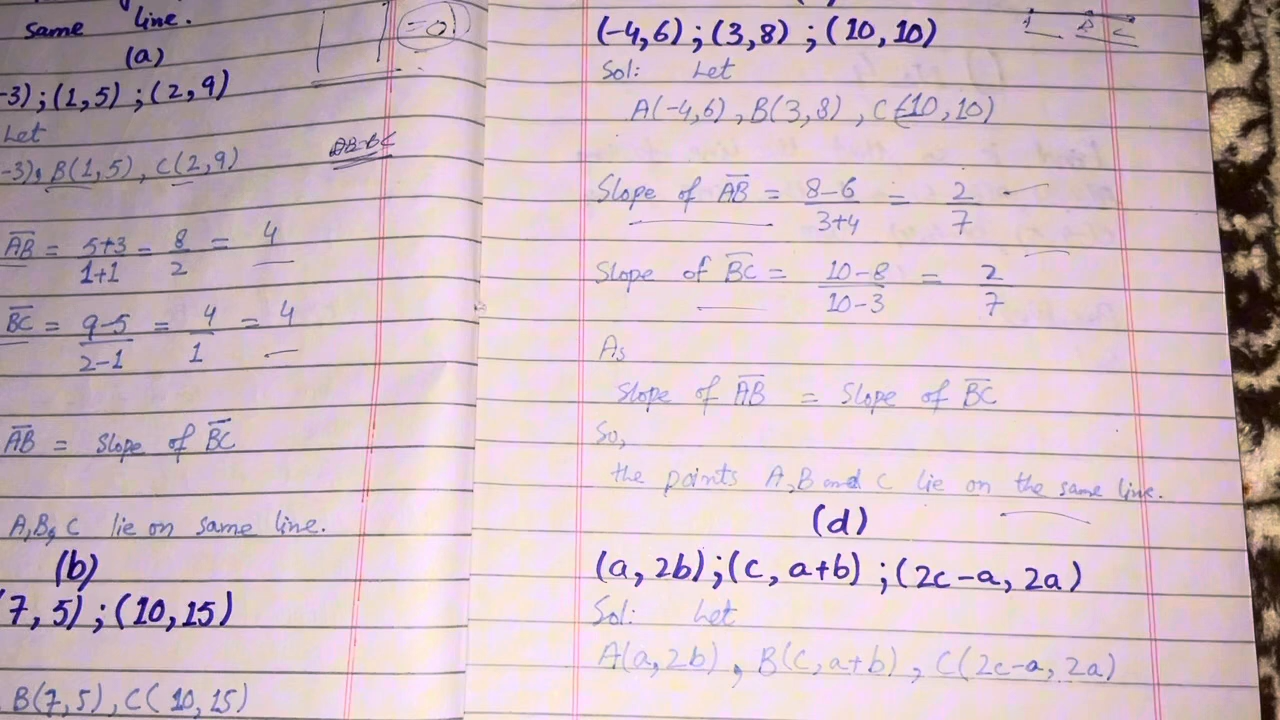 same line.
=0
(a)
-3);(1,5);(2,9)
Let
-3), B(1,5), C(2,9)
AB = 5+3/1+1 = 8/2 = 4
BC = 9-5/2-1 = 4/1 = 4
AB = Slope of BC
A,B,C lie on same line.
(b)
7,5);(10,15)
B(7,5), C(10,15)
(-4,6);(3,8);(10,10)
Sol: Let
A(-4,6), B(3,8), C(10,10)
Slope of AB = 8-6/3+4 = 2/7
Slope of BC = 10-8/10-3 = 2/7
As
Slope of AB = Slope of BC
So,
the points A,B and C lie on the same line.
(d)
(a,2b);(c,a+b);(2c-a,2a)
Sol: Let
A(a,2b), B(c,a+b), C(2c-a,2a)